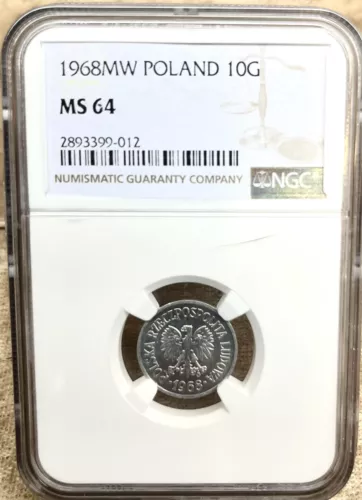 1968MW POLAND 10G
MS 64
2893399-012
NUMISMATIC GUARANTY COMPANY NGC
POLSKA RZECZPOSPOLITA LUDOWA
1968